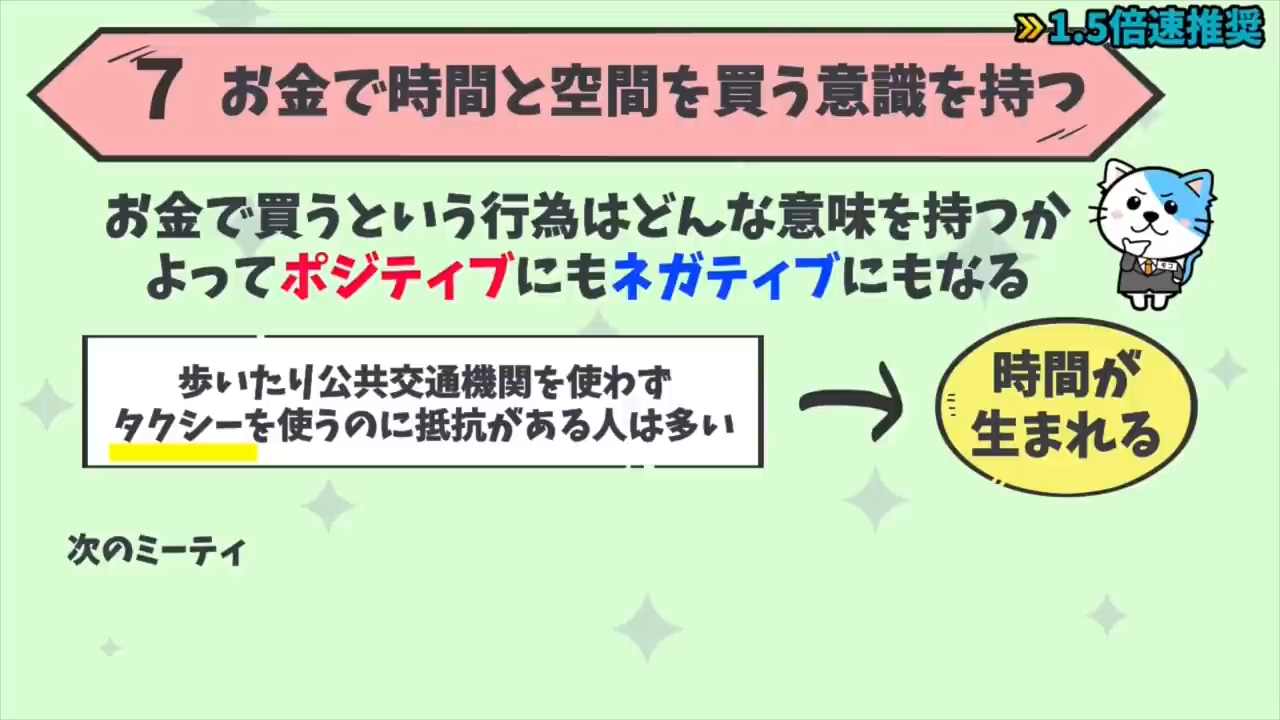 »1.5倍速推奨
7 お金で時間と空間を買う意識を持つ
お金で買うという行為はどんな意味を持つか
よってポジティブにもネガティブにもなる
歩いたり公共交通機関を使わず
タクシーを使うのに抵抗がある人は多い
時間が
生まれる
次のミーティ